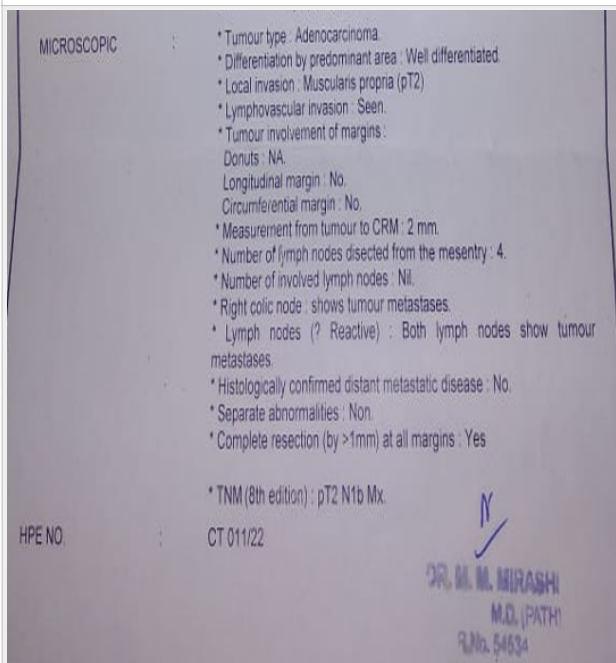 MICROSCOPIC : * Tumour type : Adenocarcinoma.
* Differentiation by predominant area : Well differentiated.
* Local invasion : Muscularis propria (pT2)
* Lymphovascular invasion : Seen.
* Tumour involvement of margins :
Donuts : NA.
Longitudinal margin : No.
Circumferential margin : No.
* Measurement from tumour to CRM : 2 mm.
* Number of lymph nodes disected from the mesentry : 4.
* Number of involved lymph nodes : Nil.
* Right colic node : shows tumour metastases.
* Lymph nodes (? Reactive) : Both lymph nodes show tumour
metastases.
* Histologically confirmed distant metastatic disease : No.
* Separate abnormalities : Non.
* Complete resection (by >1mm) at all margins : Yes
* TNM (8th edition) : pT2 N1b Mx.
HPE NO. : CT 011/22
DR. M. M. MIRASHI
M.D. (PATH)
R.No. 54534